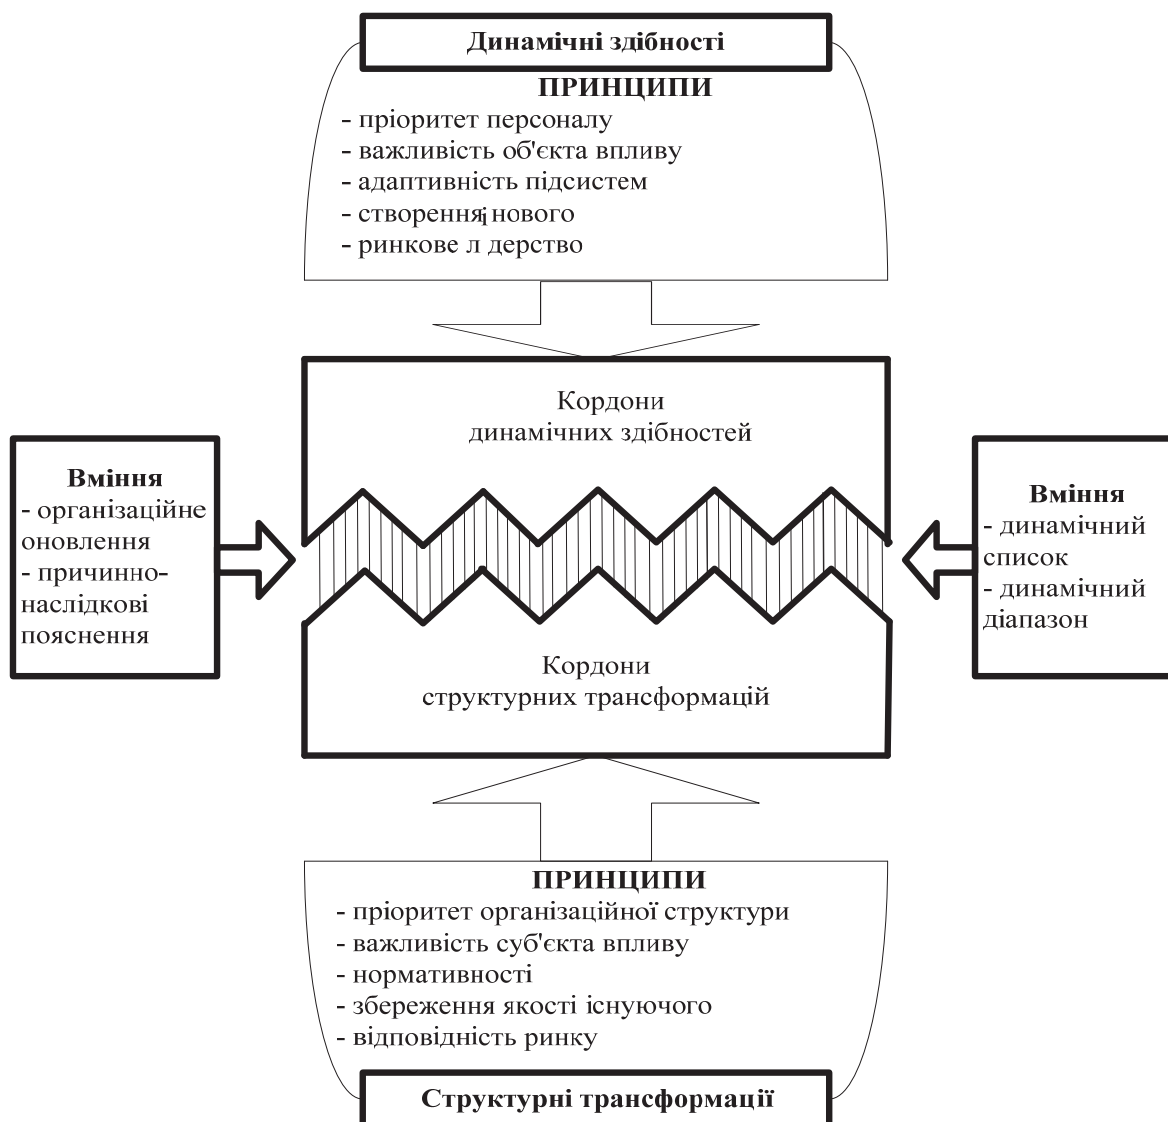 Динамічні здібності
ПРИНЦИПИ
- пріоритет персоналу
- важливість об'єкта впливу
- адаптивність підсистем
- створенняі нового
- ринкове л дерство
Кордони
динамічних здібностей
Вміння
- організаційне
оновлення
- причинно-
наслідкові
пояснення
Вміння
- динамічний
список
- динамічний
діапазон
Кордони
структурних трансформацій
ПРИНЦИПИ
- пріоритет організаційної структури
- важливість суб'єкта впливу
- нормативності
- збереження якості існуючого
- відповідність ринку
Структурні трансформації